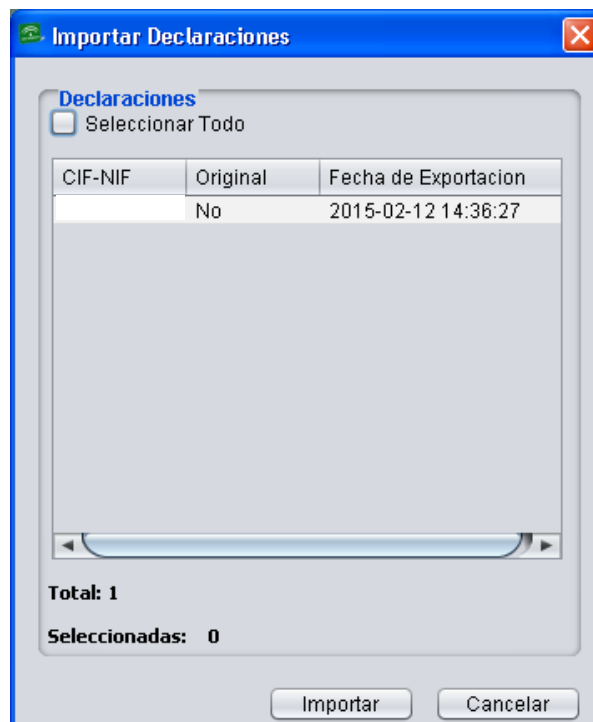 Importar Declaraciones
Declaraciones
Seleccionar Todo
CIF-NIF Original Fecha de Exportacion
No 2015-02-12 14:36:27
Total: 1
Seleccionadas: 0
Importar Cancelar